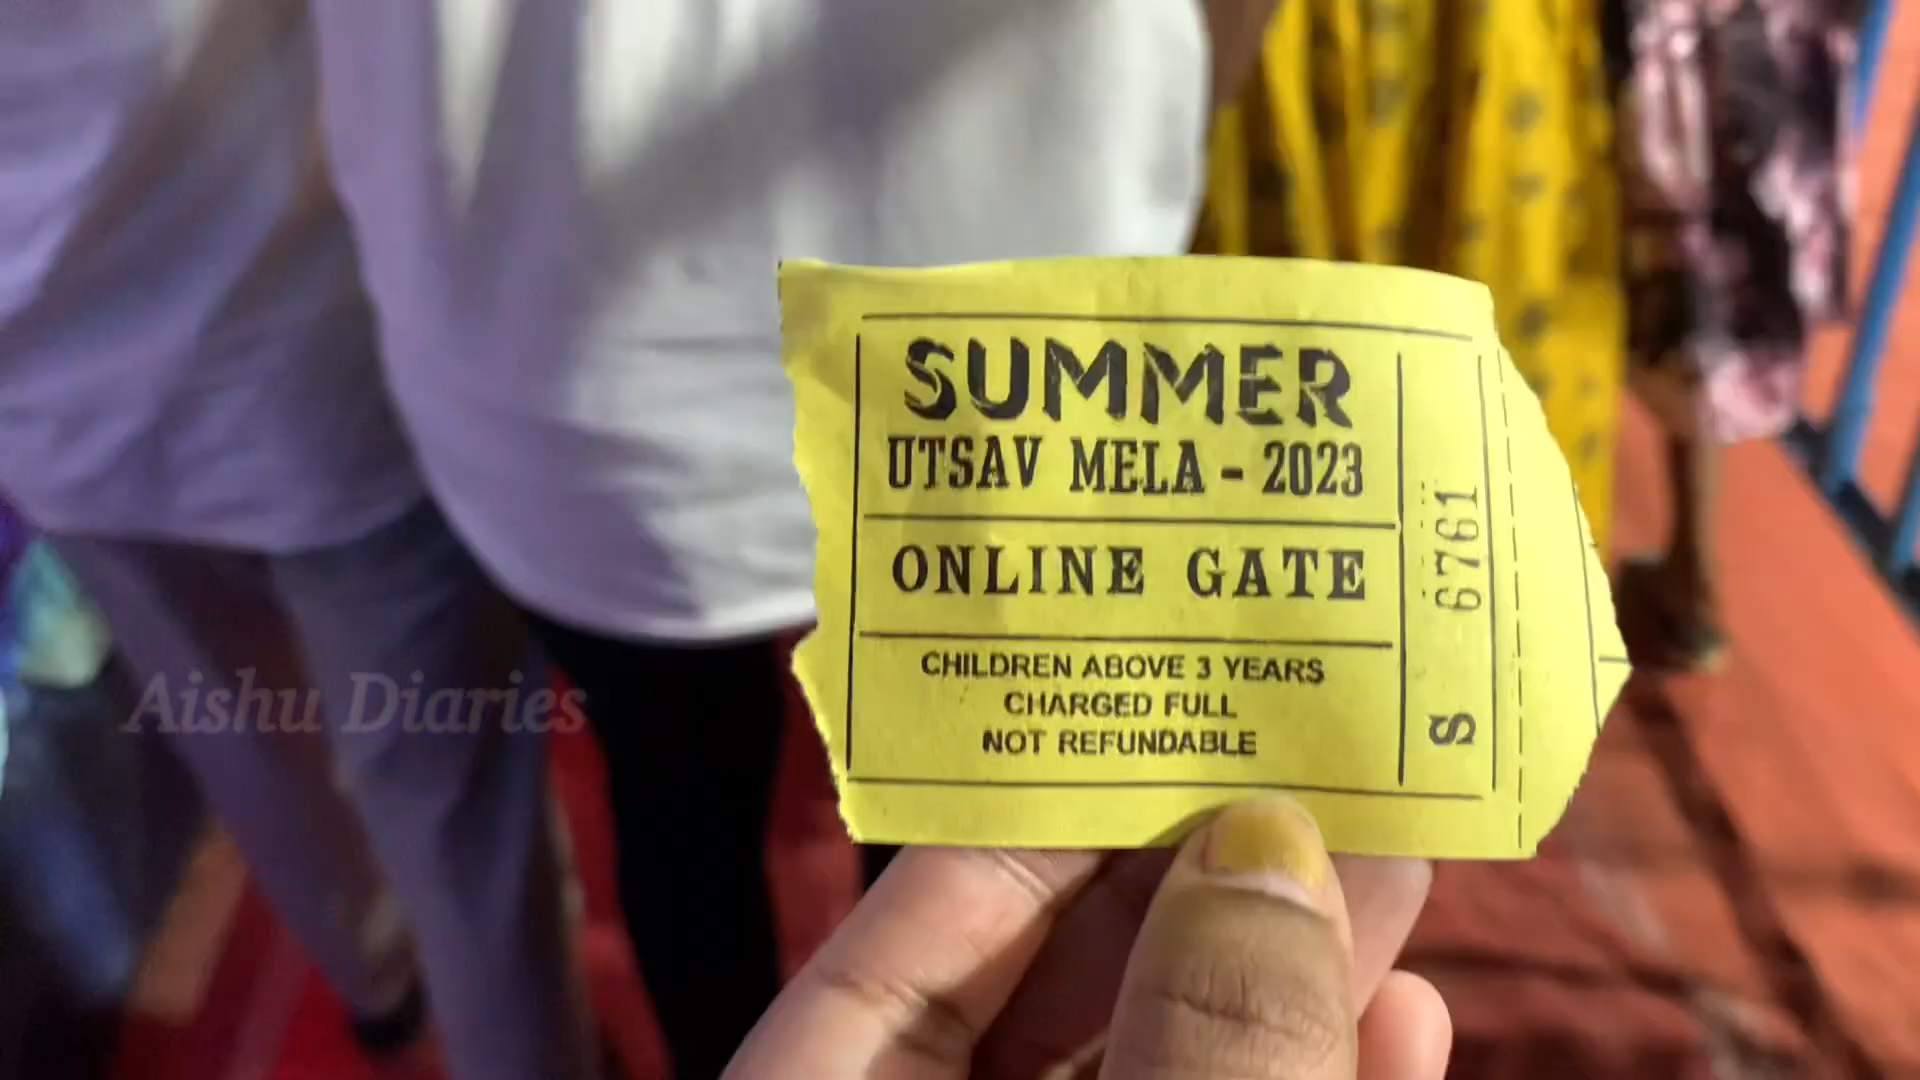 SUMMER
UTSAV MELA - 2023
ONLINE GATE
CHILDREN ABOVE 3 YEARS
CHARGED FULL
NOT REFUNDABLE
S 6761
Aishu Diaries